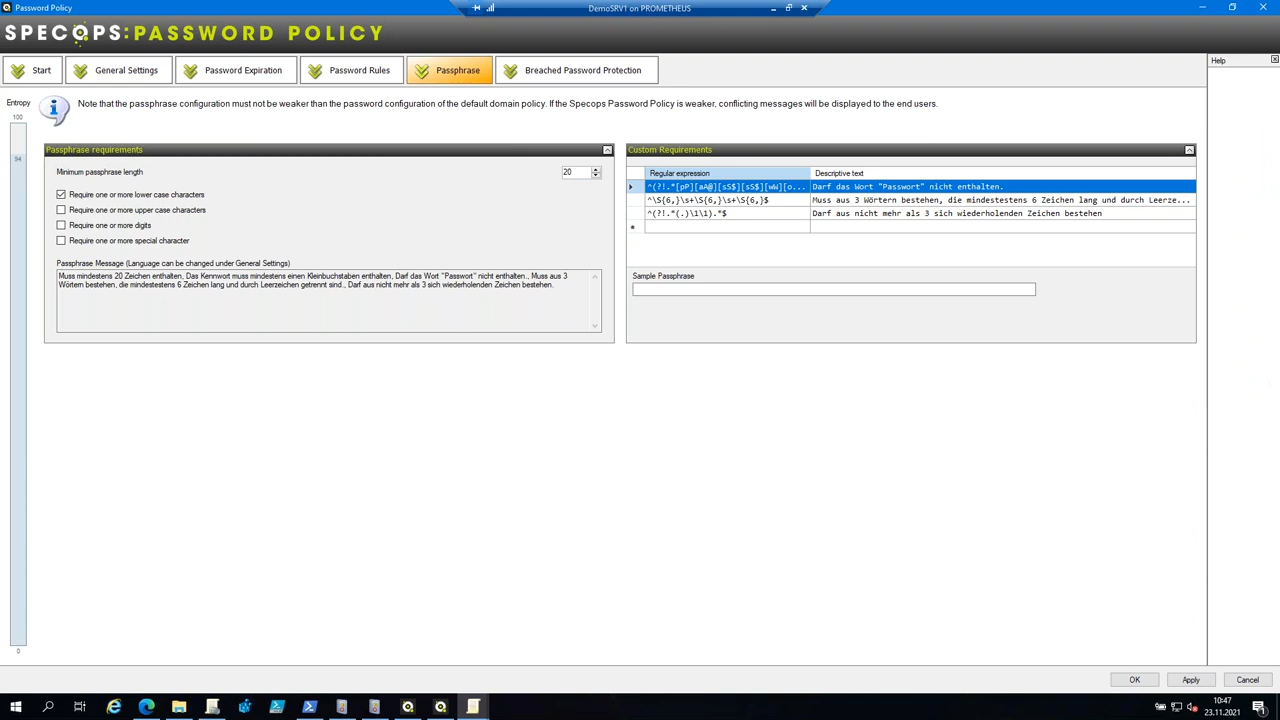 Password Policy
DemoSRV1 on PROMETHEUS
SPECOPS:PASSWORD POLICY
Start
General Settings
Password Expiration
Password Rules
Passphrase
Breached Password Protection
Help
Entropy
100
94
0
Note that the passphrase configuration must not be weaker than the password configuration of the default domain policy. If the Specops Password Policy is weaker, conflicting messages will be displayed to the end users.
Passphrase requirements
Minimum passphrase length
20
Require one or more lower case characters
Require one or more upper case characters
Require one or more digits
Require one or more special character
Passphrase Message (Language can be changed under General Settings)
Muss mindestens 20 Zeichen enthalten, Das Kennwort muss mindestens einen Kleinbuchstaben enthalten, Darf das Wort "Passwort" nicht enthalten., Muss aus 3
Wörtern bestehen, die mindestestens 6 Zeichen lang und durch Leerzeichen getrennt sind., Darf aus nicht mehr als 3 sich wiederholenden Zeichen bestehen.
Custom Requirements
Regular expression
Descriptive text
^(?!.*[pP][aA@][sS$][sS$][wW][o...
Darf das Wort "Passwort" nicht enthalten.
^\S{6,}\s+\S{6,}\s+\S{6,}$
Muss aus 3 Wörtern bestehen, die mindestestens 6 Zeichen lang und durch Leerze...
^(?!.*(.)\1\1).*$
Darf aus nicht mehr als 3 sich wiederholenden Zeichen bestehen
Sample Passphrase
OK
Apply
Cancel
10:47
23.11.2021
1